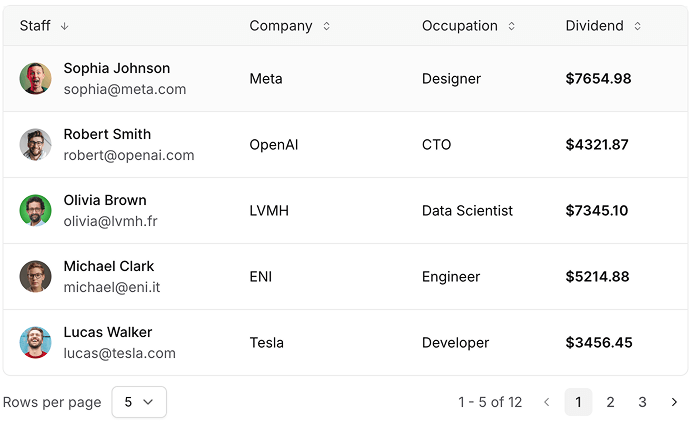 Staff Company Occupation Dividend
Sophia Johnson
sophia@meta.com
Meta Designer $7654.98
Robert Smith
robert@openai.com
OpenAI CTO $4321.87
Olivia Brown
olivia@lvmh.fr
LVMH Data Scientist $7345.10
Michael Clark
michael@eni.it
ENI Engineer $5214.88
Lucas Walker
lucas@tesla.com
Tesla Developer $3456.45
Rows per page 5 1 - 5 of 12 1 2 3